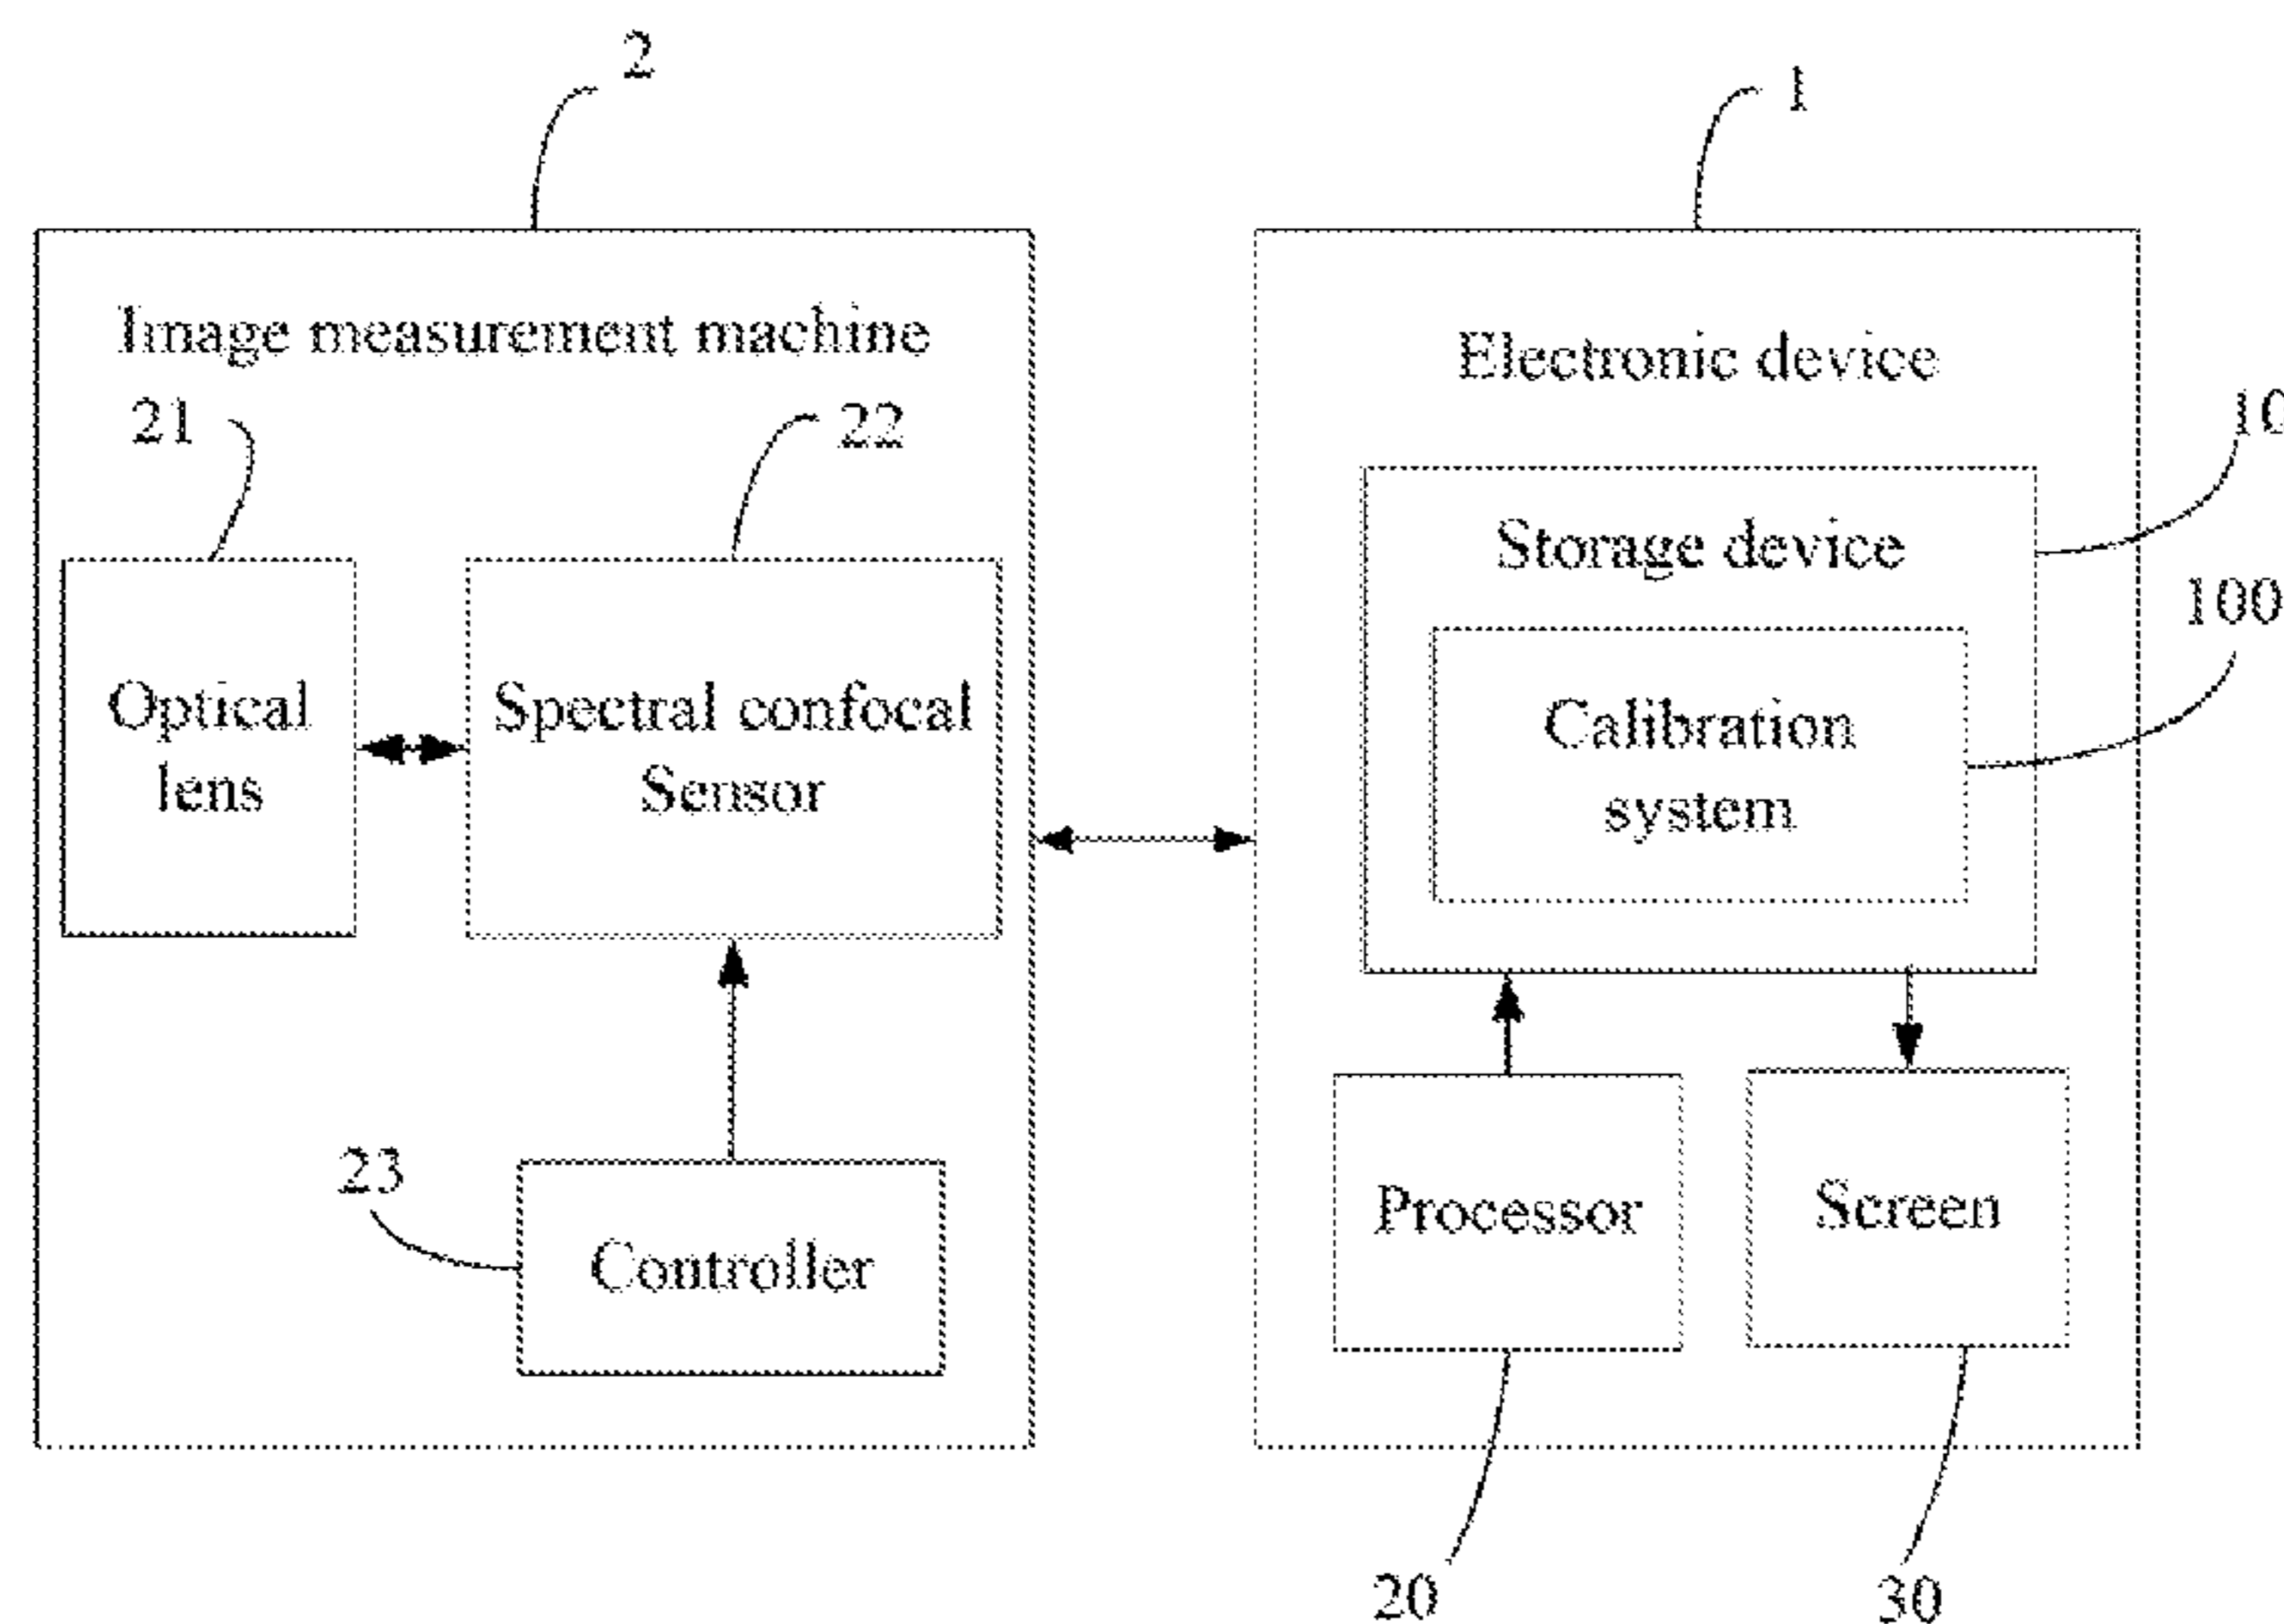 2
1
Image measurement machine
Electronic device
21
22
10
Storage device
100
Optical
lens
Spectral confocal
Sensor
Calibration
system
23
Controller
Processor
Screen
20
30